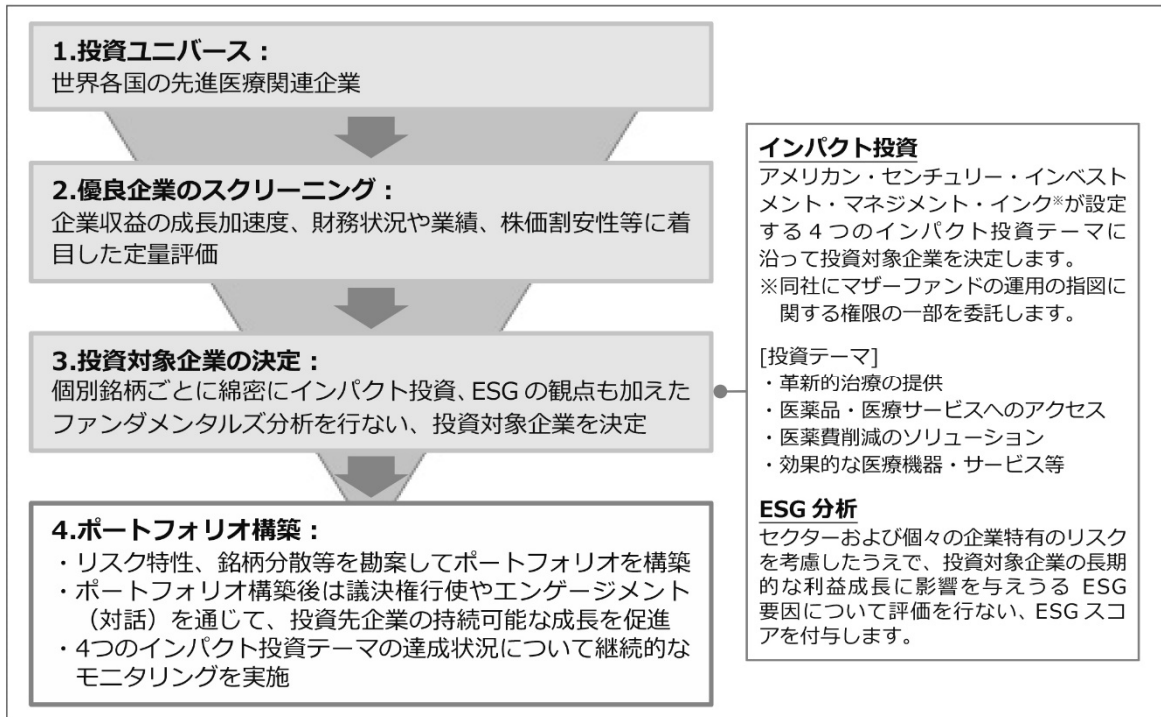 1.投資ユニバース：
世界各国の先進医療関連企業
2.優良企業のスクリーニング：
企業収益の成長加速度、財務状況や業績、株価割安性等に着
目した定量評価
3.投資対象企業の決定：
個別銘柄ごとに綿密にインパクト投資、ESG の観点も加えた
ファンダメンタルズ分析を行ない、投資対象企業を決定
4.ポートフォリオ構築：
・リスク特性、銘柄分散等を勘案してポートフォリオを構築
・ポートフォリオ構築後は議決権行使やエンゲージメント
（対話）を通じて、投資先企業の持続可能な成長を促進
・4つのインパクト投資テーマの達成状況について継続的な
モニタリングを実施
インパクト投資
アメリカン・センチュリー・インベスト
メント・マネジメント・インク※が設定
する 4 つのインパクト投資テーマに
沿って投資対象企業を決定します。
※同社にマザーファンドの運用の指図に
関する権限の一部を委託します。
[投資テーマ]
・革新的治療の提供
・医薬品・医療サービスへのアクセス
・医薬費削減のソリューション
・効果的な医療機器・サービス等
ESG 分析
セクターおよび個々の企業特有のリスク
を考慮したうえで、投資対象企業の長期
的な利益成長に影響を与えうる ESG
要因について評価を行ない、ESG スコ
アを付与します。